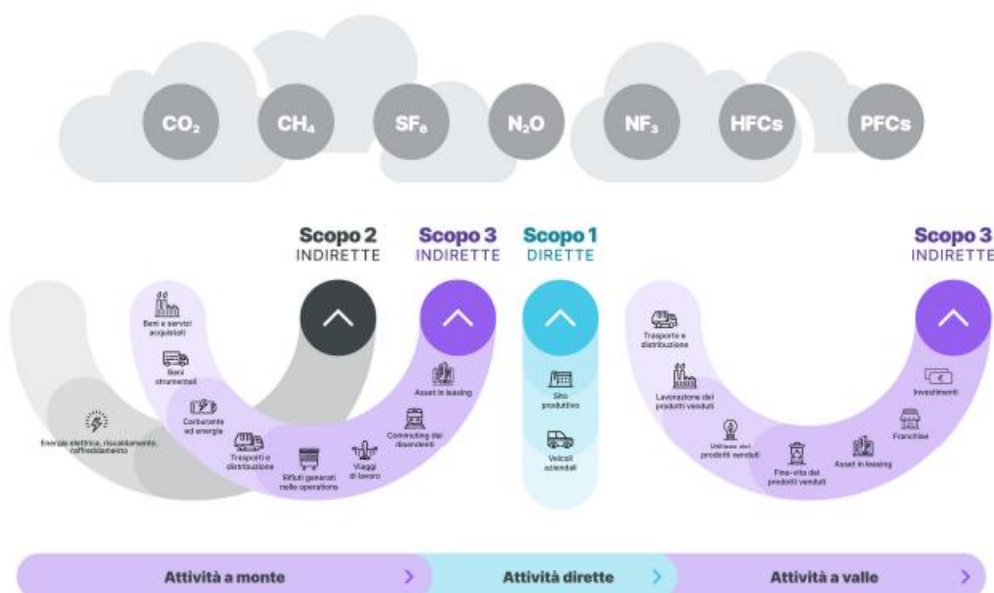 CO₂
CH₄
SF₆
N₂O
NF₃
HFCs
PFCs
Scopo 2
INDIRETTE
Scopo 3
INDIRETTE
Scopo 1
DIRETTE
Scopo 3
INDIRETTE
Energie elettrica, riscaldamento,
raffreddamento
Beni e servizi
acquistati
Beni
strumentali
Carburante
ed energia
Trasporti e
distribuzione
Rifiuti generati
nelle operations
Viaggi
di lavoro
Commuting dei
dipendenti
Asset in leasing
Sito
produttivo
Veicoli
aziendali
Trasporto e
distribuzione
Lavorazione dei
prodotti venduti
Utilizzo dei
prodotti venduti
Fine-vita dei
prodotti venduti
Asset in leasing
Franchise
Investimenti
Attività a monte
Attività dirette
Attività a valle